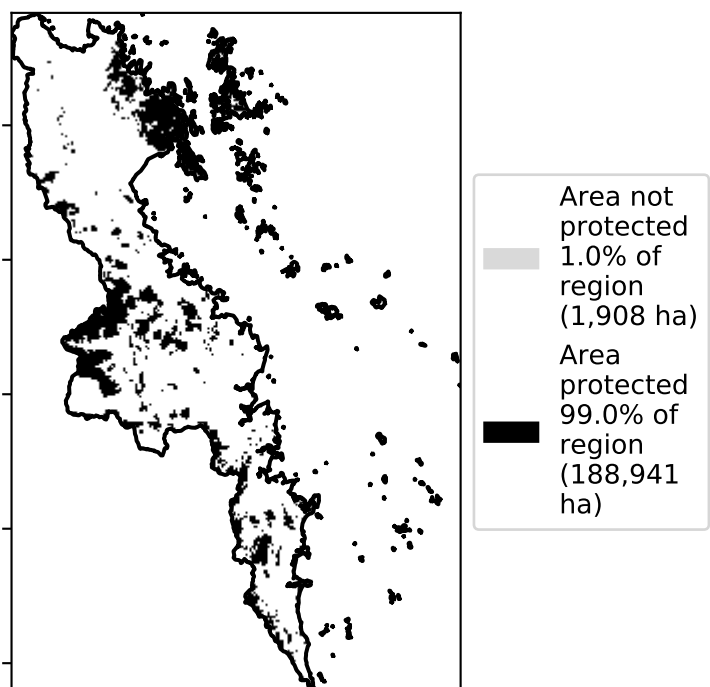 Area not
protected
1.0% of
region
(1,908 ha)
Area
protected
99.0% of
region
(188,941
ha)